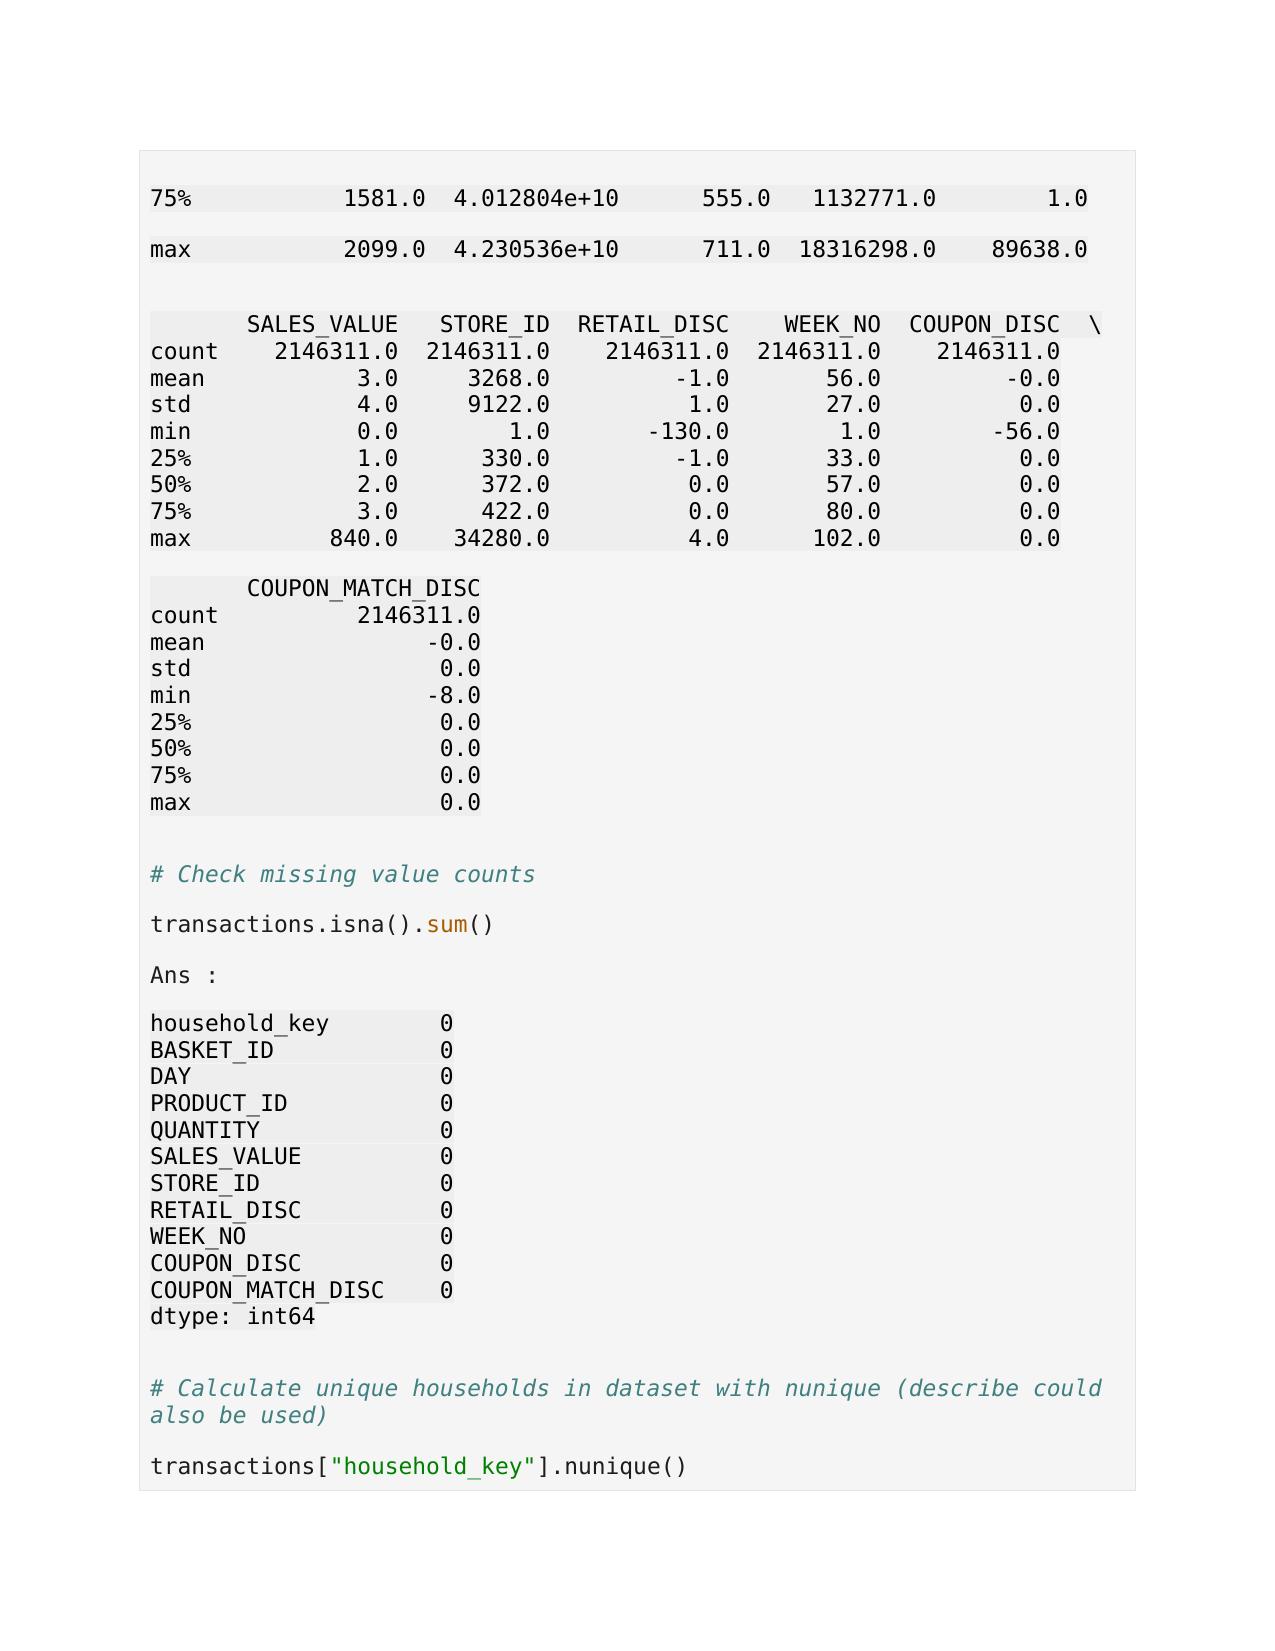 75%           1581.0  4.012804e+10      555.0   1132771.0        1.0
max           2099.0  4.230536e+10      711.0  18316298.0    89638.0
       SALES_VALUE   STORE_ID  RETAIL_DISC    WEEK_NO  COUPON_DISC  \
count    2146311.0  2146311.0    2146311.0  2146311.0    2146311.0
mean           3.0     3268.0         -1.0       56.0         -0.0
std            4.0     9122.0          1.0       27.0          0.0
min            0.0        1.0       -130.0        1.0        -56.0
25%            1.0      330.0         -1.0       33.0          0.0
50%            2.0      372.0          0.0       57.0          0.0
75%            3.0      422.0          0.0       80.0          0.0
max          840.0    34280.0          4.0      102.0          0.0
       COUPON_MATCH_DISC
count          2146311.0
mean                -0.0
std                  0.0
min                 -8.0
25%                  0.0
50%                  0.0
75%                  0.0
max                  0.0
# Check missing value counts
transactions.isna().sum()
Ans :
household_key        0
BASKET_ID            0
DAY                  0
PRODUCT_ID           0
QUANTITY             0
SALES_VALUE          0
STORE_ID             0
RETAIL_DISC          0
WEEK_NO              0
COUPON_DISC          0
COUPON_MATCH_DISC    0
dtype: int64
# Calculate unique households in dataset with nunique (describe could
also be used)
transactions["household_key"].nunique()